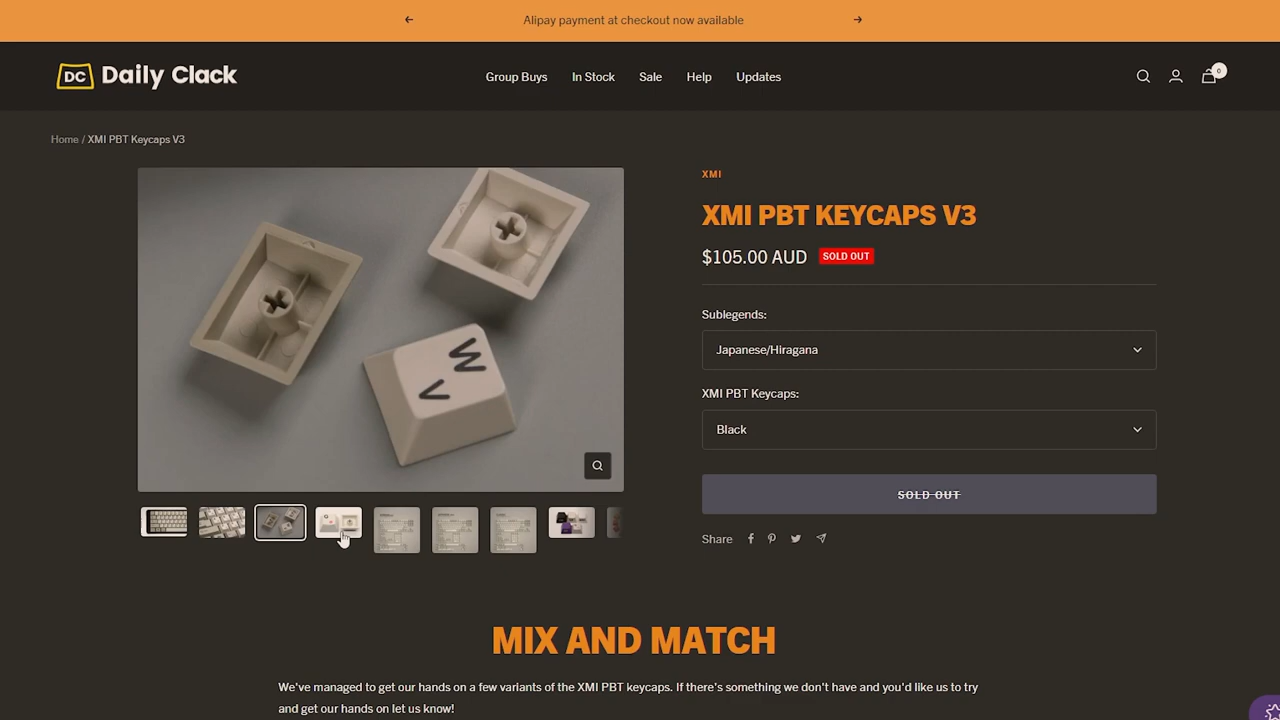 Alipay payment at checkout now available
DC Daily Clack
Group Buys In Stock Sale Help Updates
0
Home / XMI PBT Keycaps V3
XMI
XMI PBT KEYCAPS V3
$105.00 AUD SOLD OUT
Sublegends:
Japanese/Hiragana
XMI PBT Keycaps:
Black
SOLD OUT
Share
W
V
MIX AND MATCH
We've managed to get our hands on a few variants of the XMI PBT keycaps. If there's something we don't have and you'd like us to try
and get our hands on let us know!